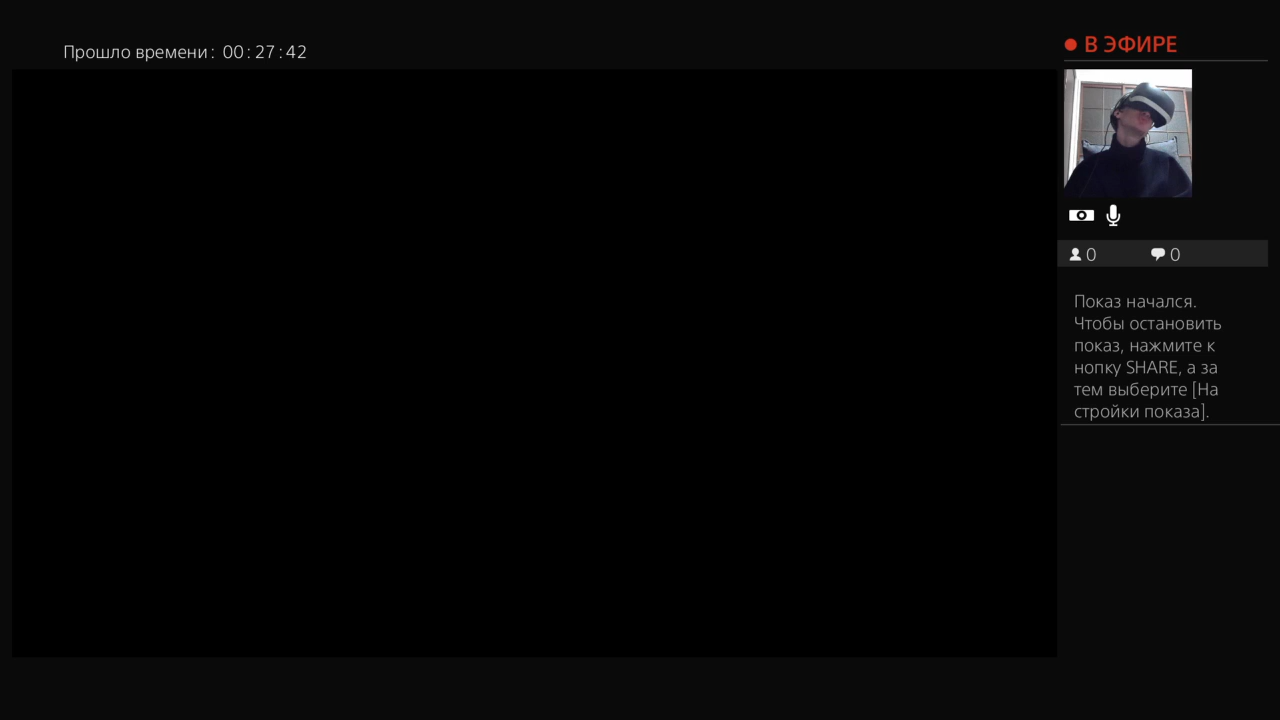 Прошло времени: 00:27:42
В ЭФИРЕ
0 0
Показ начался.
Чтобы остановить
показ, нажмите к
нопку SHARE, а за
тем выберите [На
стройки показа].